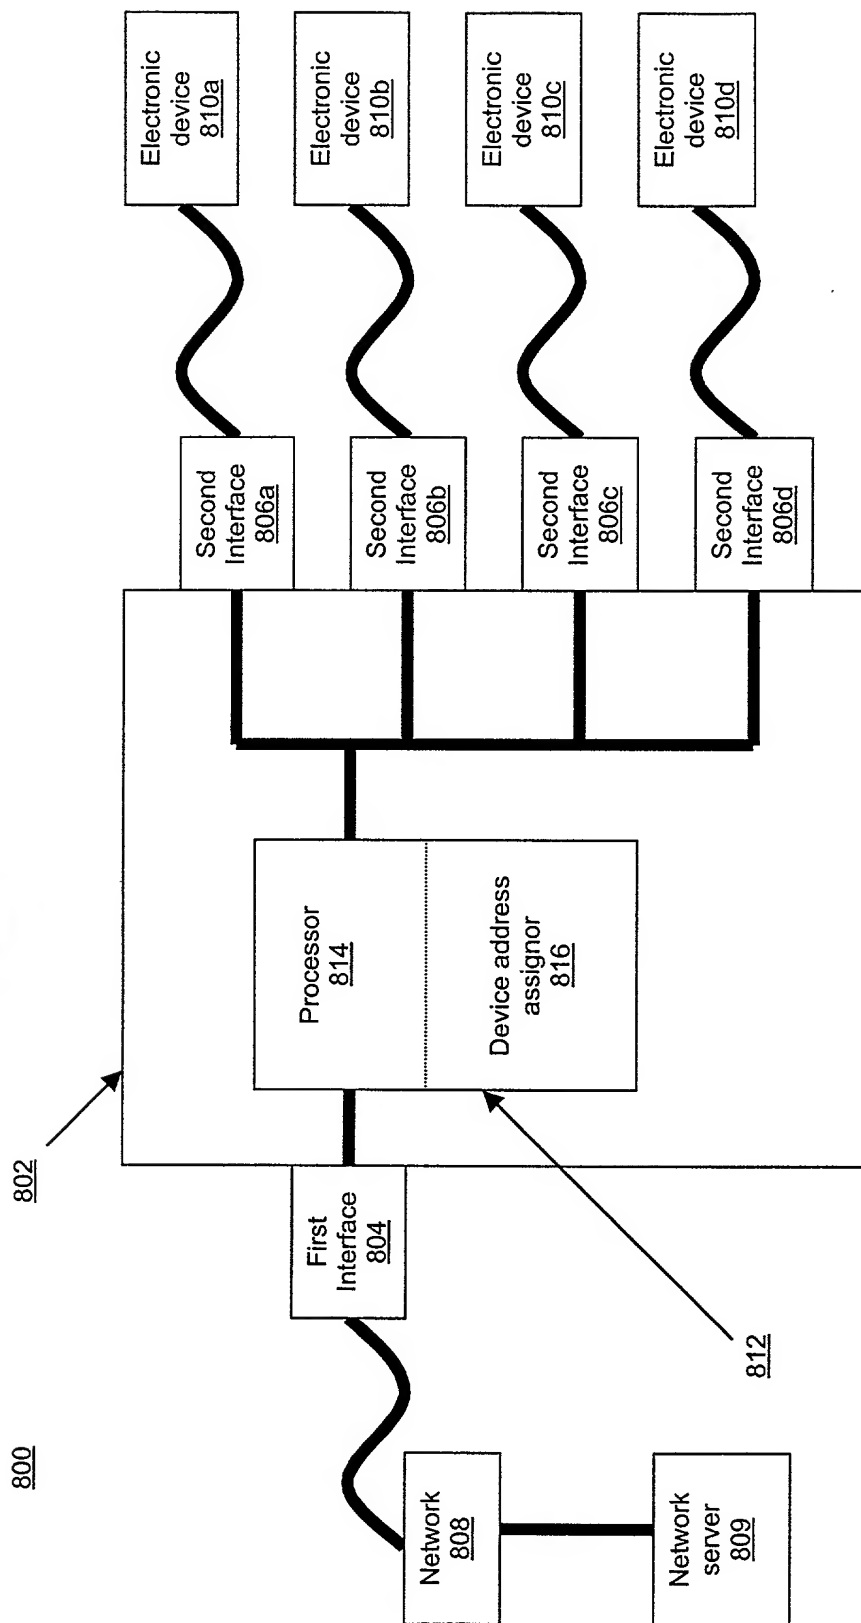 800
802
Network
808
Network
server
809
First
Interface
804
812
Processor
814
Device address
assignor
816
Second
Interface
806a
Second
Interface
806b
Second
Interface
806c
Second
Interface
806d
Electronic
device
810a
Electronic
device
810b
Electronic
device
810c
Electronic
device
810d